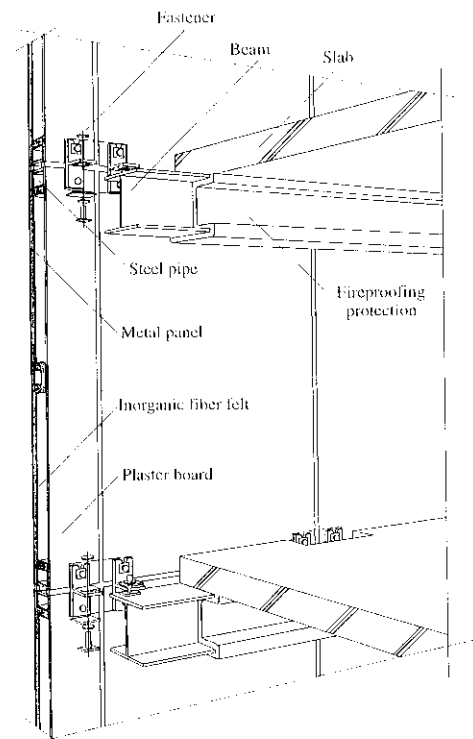 Fastener
Beam
Slab
Steel pipe
Fireproofing
protection
Metal panel
Inorganic fiber felt
Plaster board